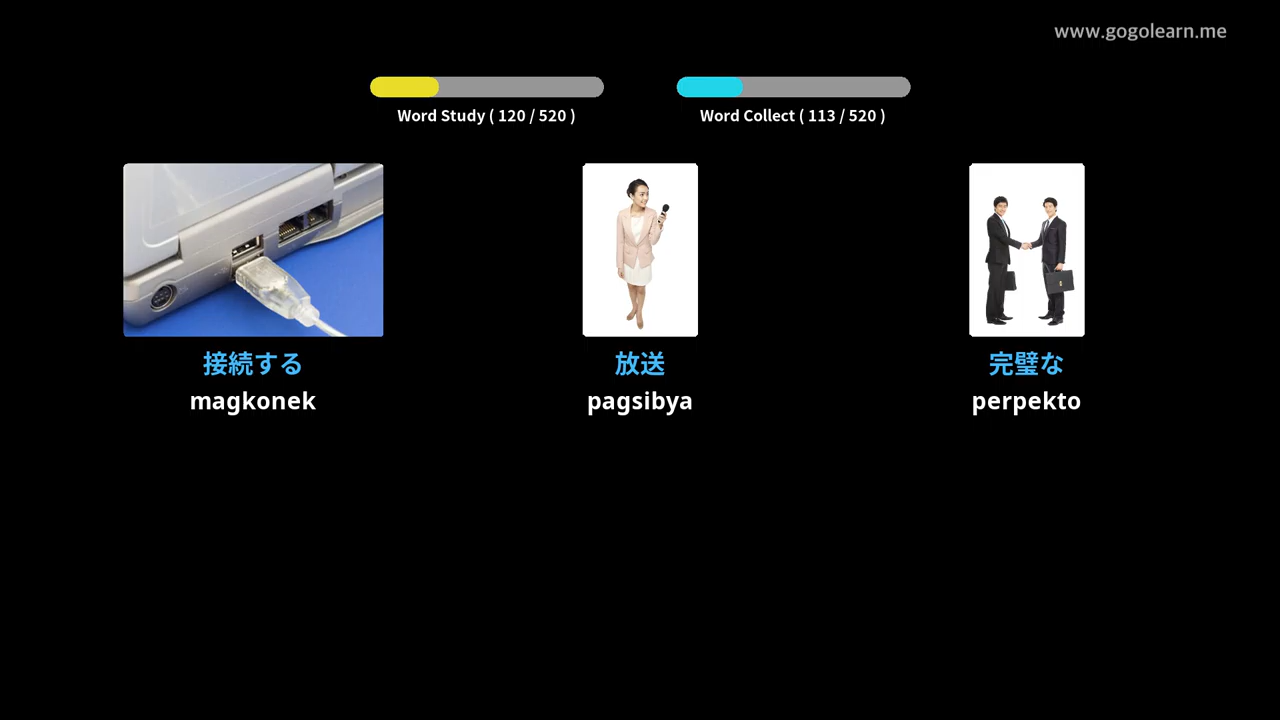 www.gogolearn.me
Word Study ( 120 / 520 )
Word Collect ( 113 / 520 )
接続する
magkonek
放送
pagsibya
完璧な
perpekto